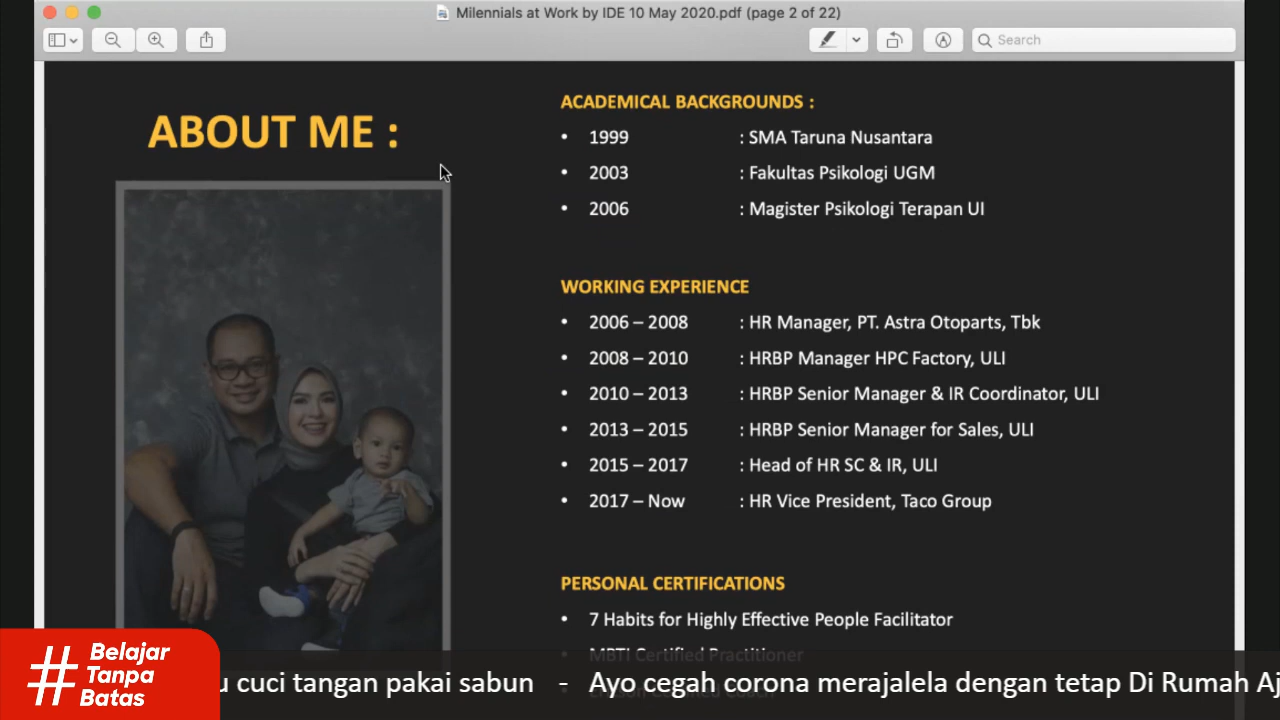 Milennials at Work by IDE 10 May 2020.pdf (page 2 of 22)
Search
ABOUT ME :
ACADEMICAL BACKGROUNDS :
• 1999 : SMA Taruna Nusantara
• 2003 : Fakultas Psikologi UGM
• 2006 : Magister Psikologi Terapan UI
WORKING EXPERIENCE
• 2006 – 2008 : HR Manager, PT. Astra Otoparts, Tbk
• 2008 – 2010 : HRBP Manager HPC Factory, ULI
• 2010 – 2013 : HRBP Senior Manager & IR Coordinator, ULI
• 2013 – 2015 : HRBP Senior Manager for Sales, ULI
• 2015 – 2017 : Head of HR SC & IR, ULI
• 2017 – Now : HR Vice President, Taco Group
PERSONAL CERTIFICATIONS
• 7 Habits for Highly Effective People Facilitator
• MBTI Certified Practitioner
# Belajar
Tanpa
Batas
u cuci tangan pakai sabun - Ayo cegah corona merajalela dengan tetap Di Rumah Aj